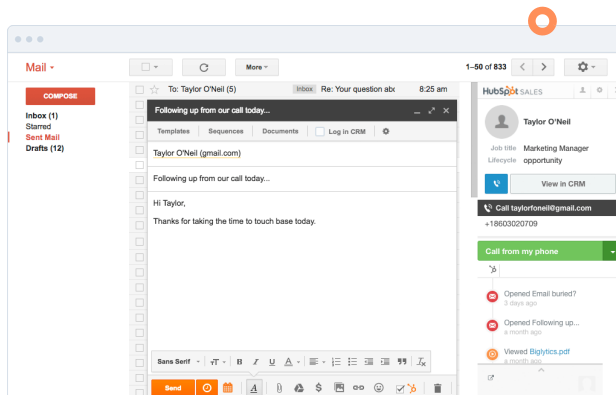 Mail
More
1–50 of 833
COMPOSE
Inbox (1)
Starred
Sent Mail
Drafts (12)
To: Taylor O'Neil (5)
Inbox
Re: Your question abx
8:25 am
Following up from our call today...
Templates
Sequences
Documents
Log in CRM
Taylor O'Neil (gmail.com)
Following up from our call today...
Hi Taylor,
Thanks for taking the time to touch base today.
Sans Serif
Send
HubSpot SALES
Taylor O'Neil
Job title Marketing Manager
Lifecycle opportunity
View in CRM
Call taylorfoneil@gmail.com
+18603020709
Call from my phone
Opened Email buried?
3 days ago
Opened Following up...
a month ago
Viewed Biglytics.pdf
a month ago